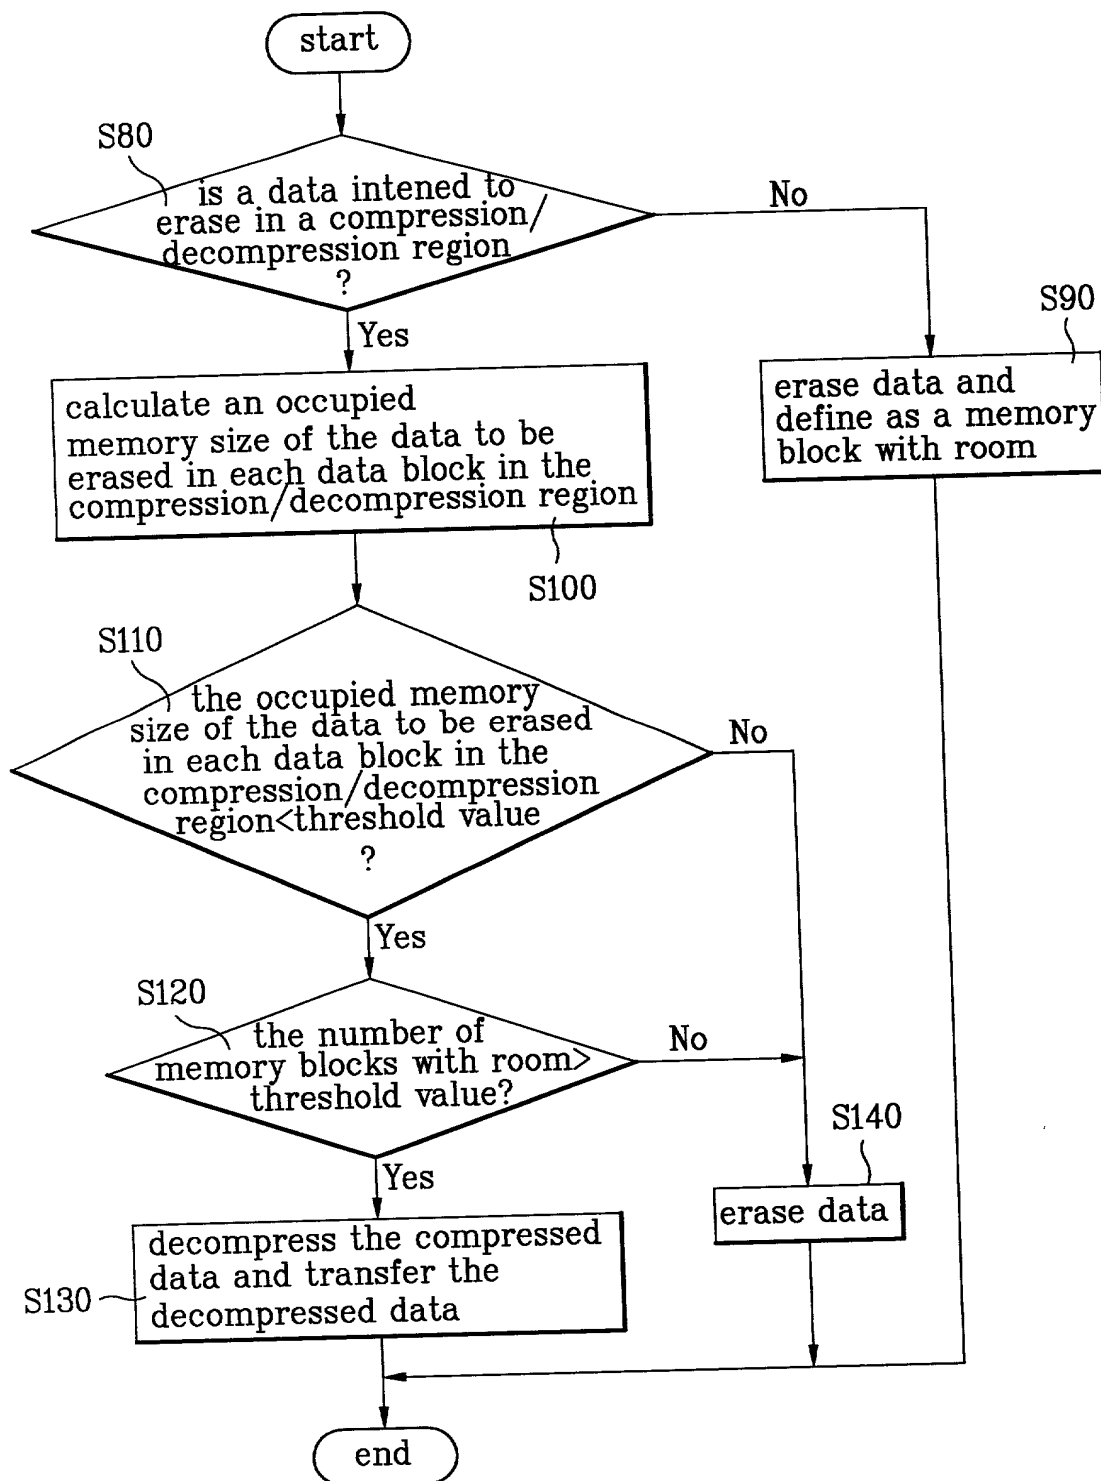 start
S80
is a data intened to
erase in a compression/
decompression region
?
No
Yes
S90
erase data and
define as a memory
block with room
calculate an occupied
memory size of the data to be
erased in each data block in the
compression/decompression region
S100
S110
the occupied memory
size of the data to be erased
in each data block in the
compression/decompression
region<threshold value
?
No
Yes
S120
the number of
memory blocks with room>
threshold value?
No
Yes
S140
erase data
S130
decompress the compressed
data and transfer the
decompressed data
end